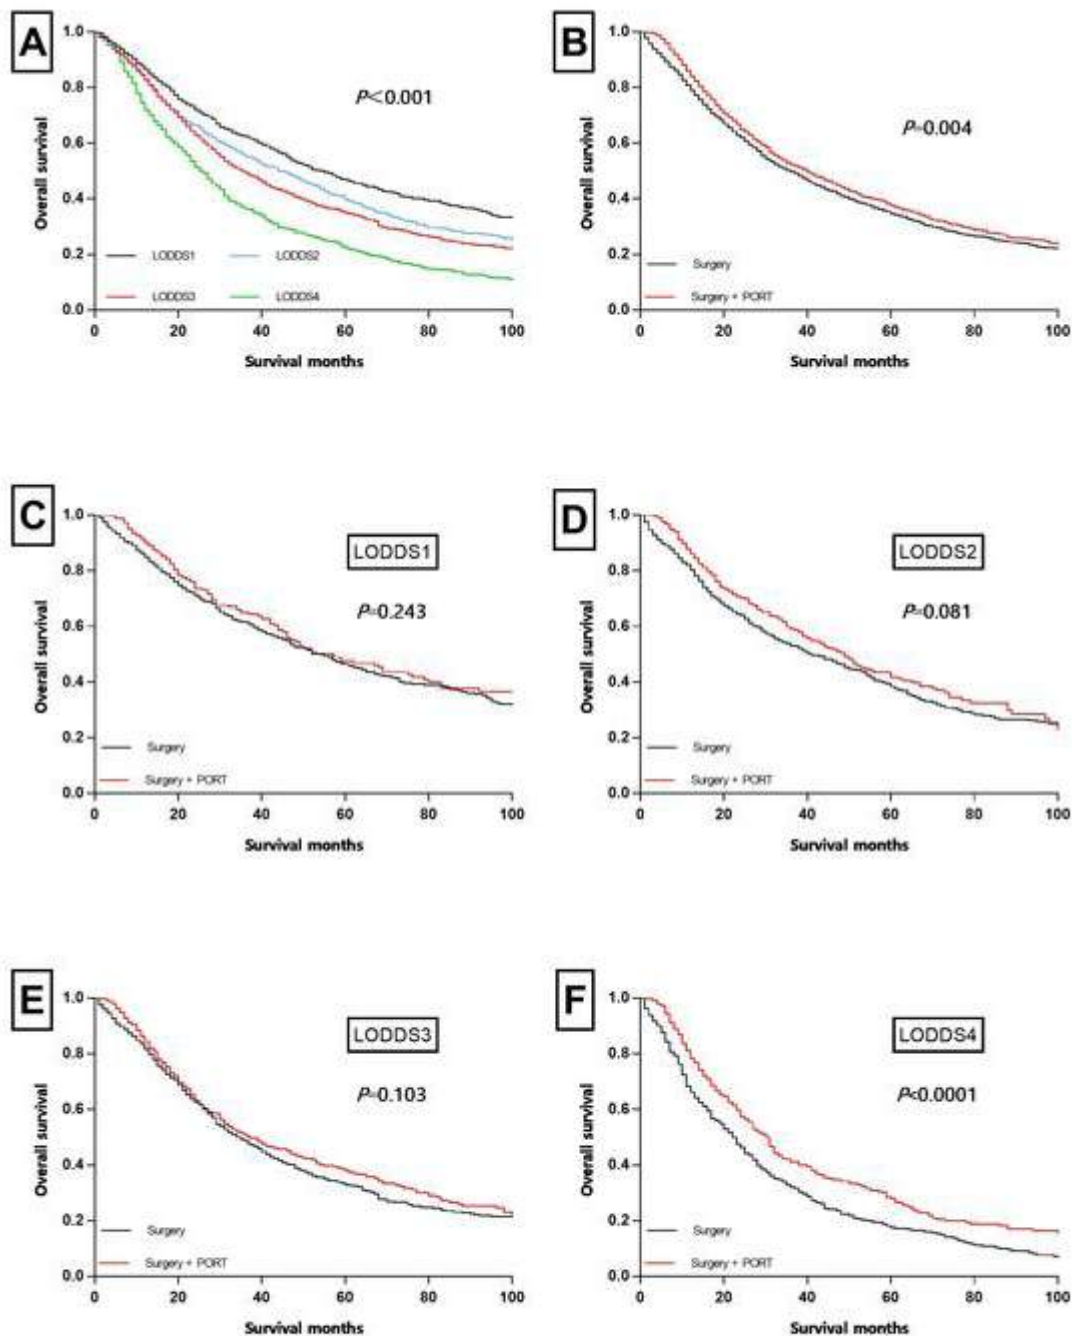 A
Overall survival
1.0
0.8
0.6
0.4
0.2
0.0
P<0.001
LODDS1 LODDS2
LODDS3 LODDS4
0 20 40 60 80 100
Survival months
B
Overall survival
1.0
0.8
0.6
0.4
0.2
0.0
P=0.004
Surgery
Surgery + PORT
0 20 40 60 80 100
Survival months
C
Overall survival
1.0
0.8
0.6
0.4
0.2
0.0
LODDS1
P=0.243
Surgery
Surgery + PORT
0 20 40 60 80 100
Survival months
D
Overall survival
1.0
0.8
0.6
0.4
0.2
0.0
LODDS2
P=0.081
Surgery
Surgery + PORT
0 20 40 60 80 100
Survival months
E
Overall survival
1.0
0.8
0.6
0.4
0.2
0.0
LODDS3
P=0.103
Surgery
Surgery + PORT
0 20 40 60 80 100
Survival months
F
Overall survival
1.0
0.8
0.6
0.4
0.2
0.0
LODDS4
P<0.0001
Surgery
Surgery + PORT
0 20 40 60 80 100
Survival months